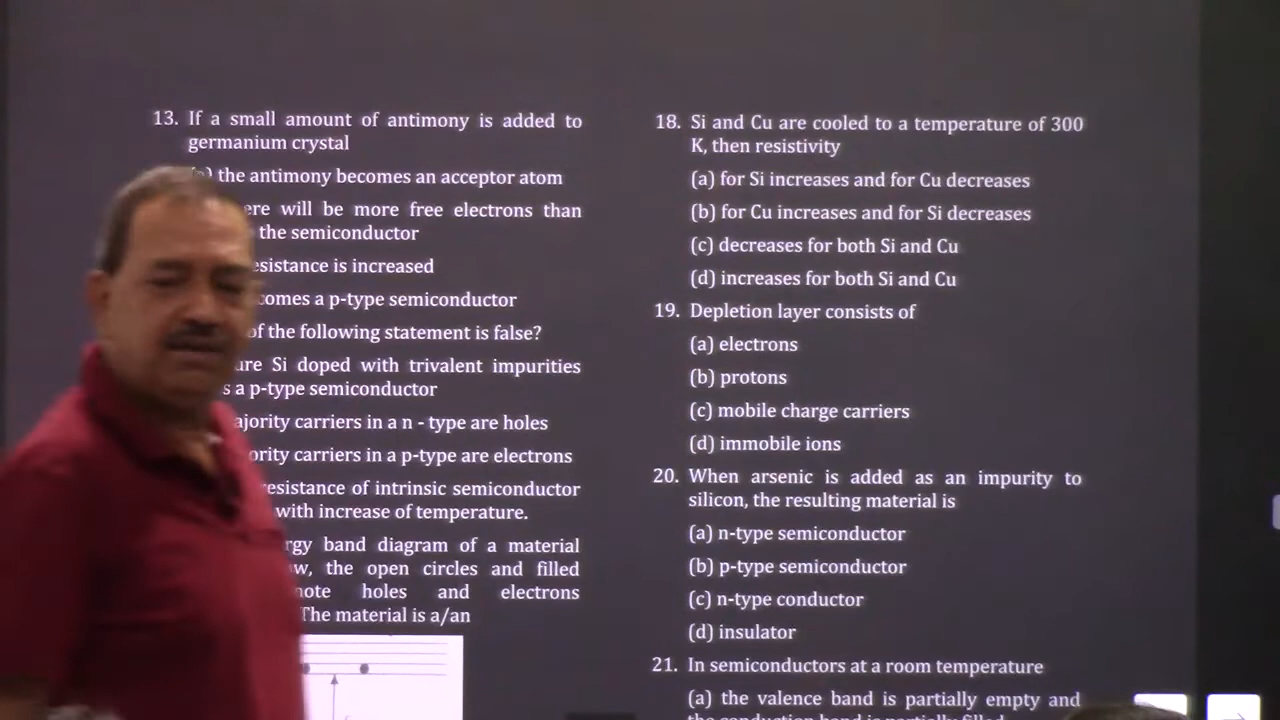 13. If a small amount of antimony is added to
germanium crystal
the antimony becomes an acceptor atom
will be more free electrons than
the semiconductor
is increased
a p-type semiconductor
of the following statement is false?
Si doped with trivalent impurities
a p-type semiconductor
carriers in a n - type are holes
carriers in a p-type are electrons
resistance of intrinsic semiconductor
with increase of temperature.
band diagram of a material
the open circles and filled
holes and electrons
The material is a/an
18. Si and Cu are cooled to a temperature of 300
K, then resistivity
(a) for Si increases and for Cu decreases
(b) for Cu increases and for Si decreases
(c) decreases for both Si and Cu
(d) increases for both Si and Cu
19. Depletion layer consists of
(a) electrons
(b) protons
(c) mobile charge carriers
(d) immobile ions
20. When arsenic is added as an impurity to
silicon, the resulting material is
(a) n-type semiconductor
(b) p-type semiconductor
(c) n-type conductor
(d) insulator
21. In semiconductors at a room temperature
(a) the valence band is partially empty and
the conduction band is partially filled